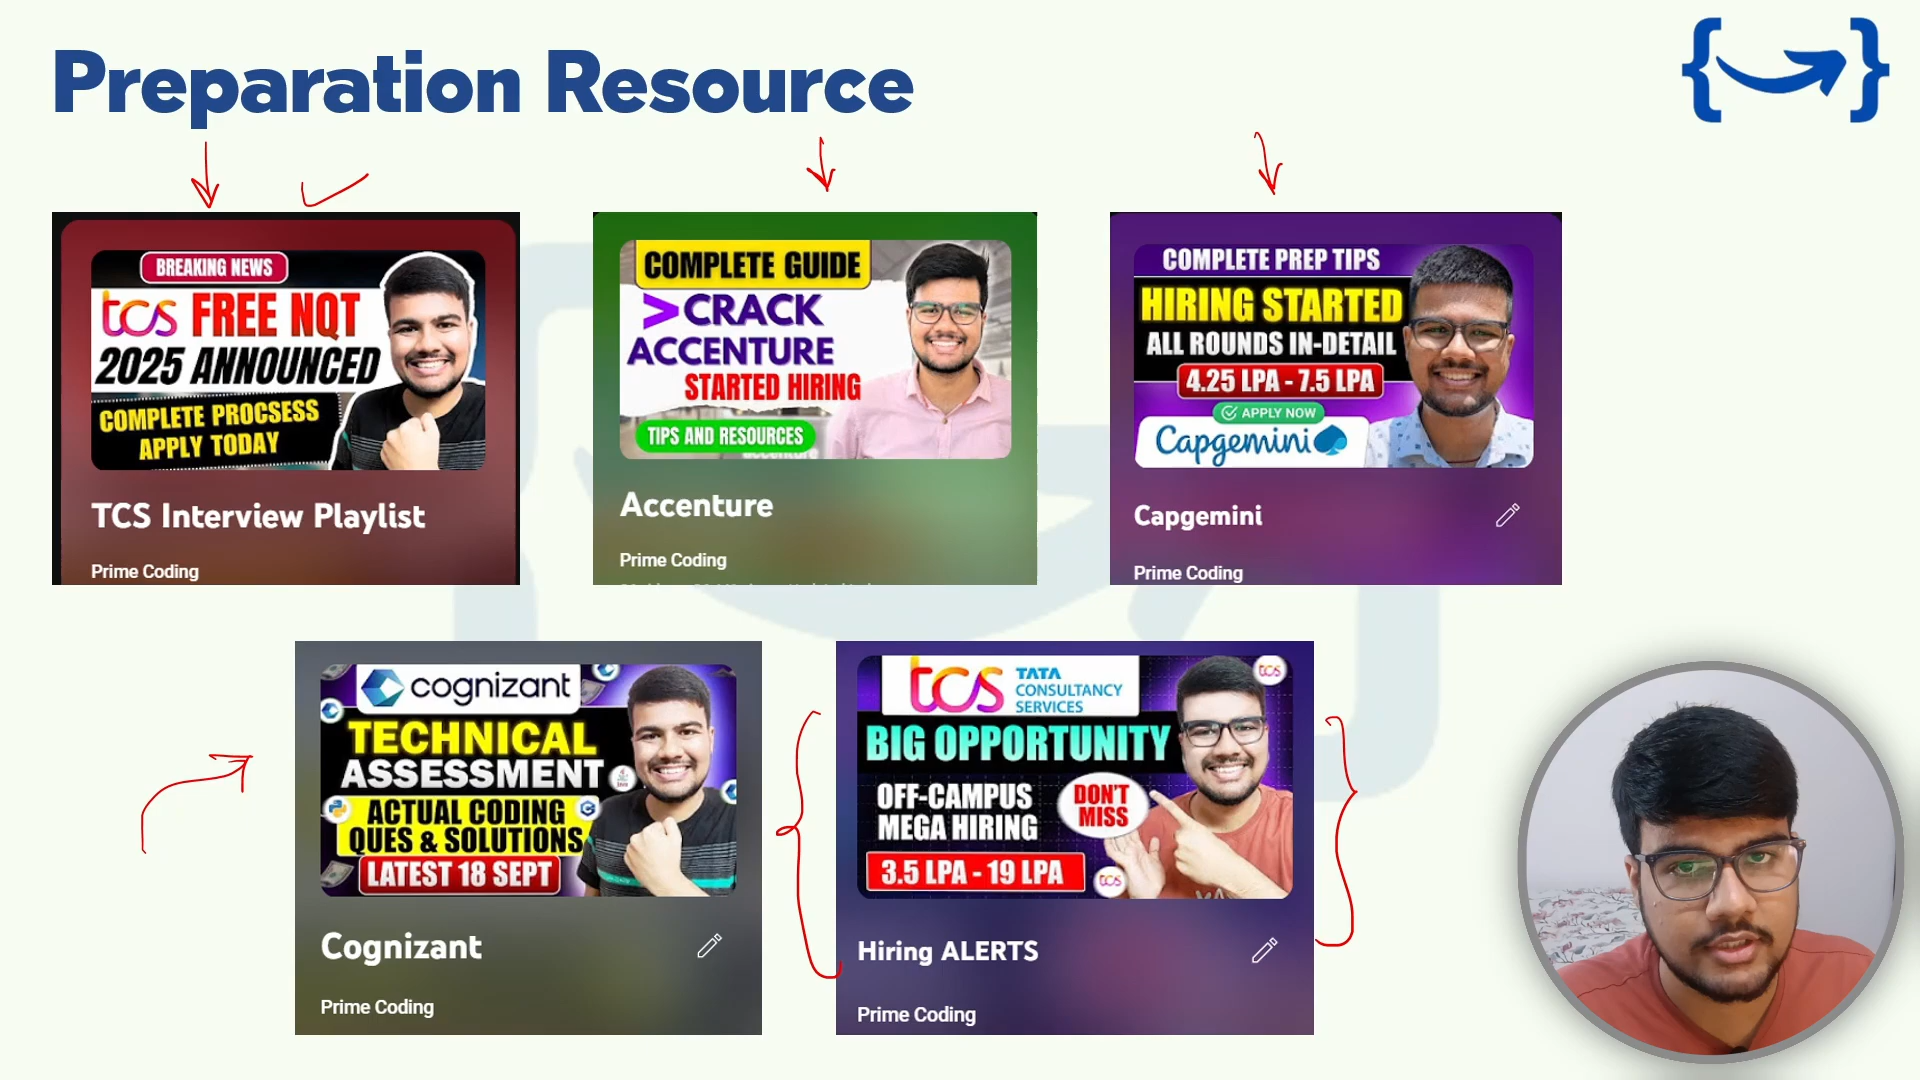 Preparation Resource
BREAKING NEWS
tcs FREE NQT
2025 ANNOUNCED
COMPLETE PROCSESS
APPLY TODAY
TCS Interview Playlist
Prime Coding
COMPLETE GUIDE
>CRACK
ACCENTURE
STARTED HIRING
TIPS AND RESOURCES
accenture
Accenture
Prime Coding
COMPLETE PREP TIPS
HIRING STARTED
ALL ROUNDS IN-DETAIL
4.25 LPA - 7.5 LPA
APPLY NOW
Capgemini
Capgemini
Prime Coding
cognizant
TECHNICAL
ASSESSMENT
ACTUAL CODING
QUES & SOLUTIONS
LATEST 18 SEPT
Cognizant
Prime Coding
tcs TATA
CONSULTANCY
SERVICES
tcs
BIG OPPORTUNITY
OFF-CAMPUS
MEGA HIRING
DON'T
MISS
3.5 LPA - 19 LPA
tcs
Hiring ALERTS
Prime Coding